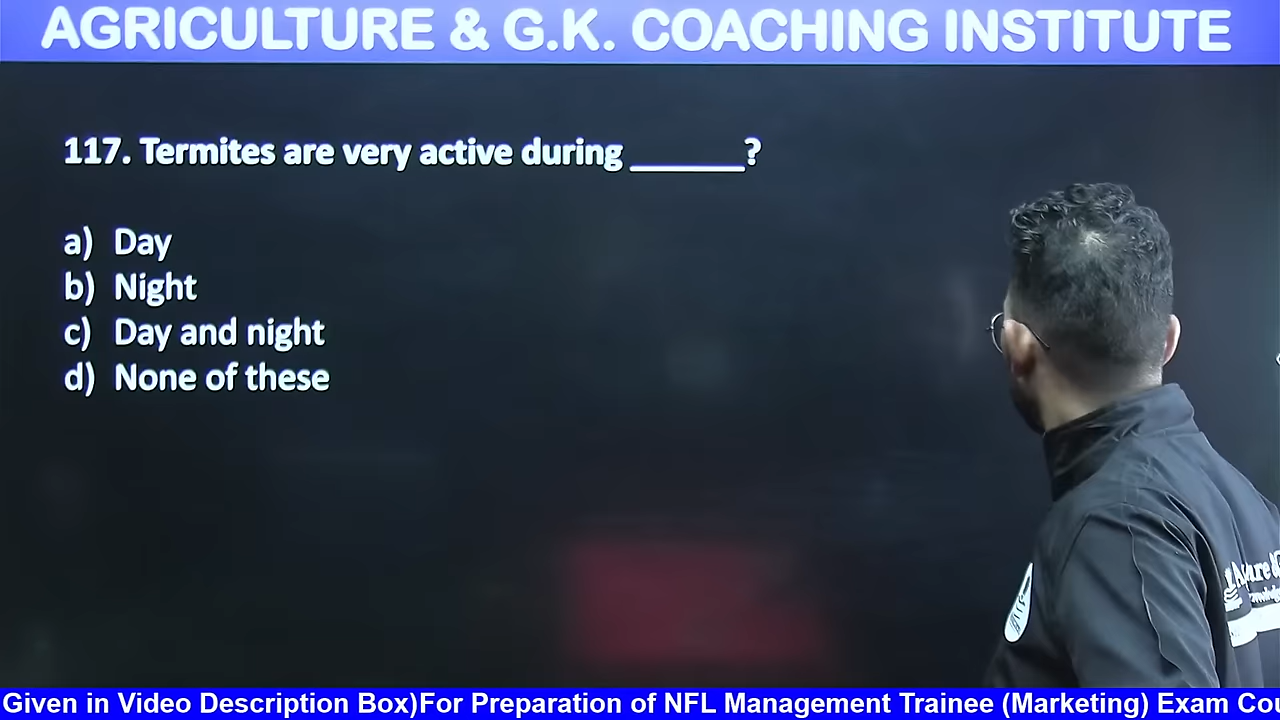 AGRICULTURE & G.K. COACHING INSTITUTE
117. Termites are very active during ______?
a) Day
b) Night
c) Day and night
d) None of these
Given in Video Description Box)For Preparation of NFL Management Trainee (Marketing) Exam Cou